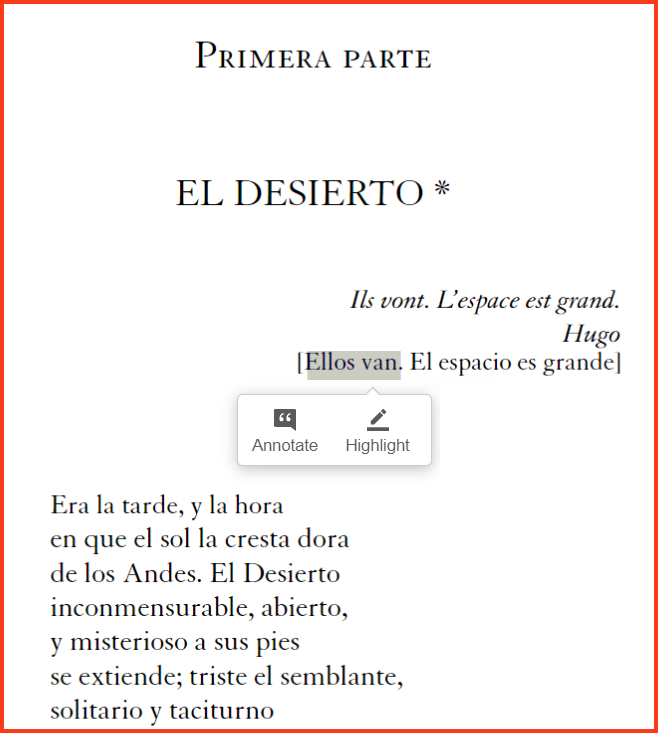 PRIMERA PARTE
EL DESIERTO *
Ils vont. L'espace est grand.
Hugo
[Ellos van. El espacio es grande]
Annotate Highlight
Era la tarde, y la hora
en que el sol la cresta dora
de los Andes. El Desierto
inconmensurable, abierto,
y misterioso a sus pies
se extiende; triste el semblante,
solitario y taciturno